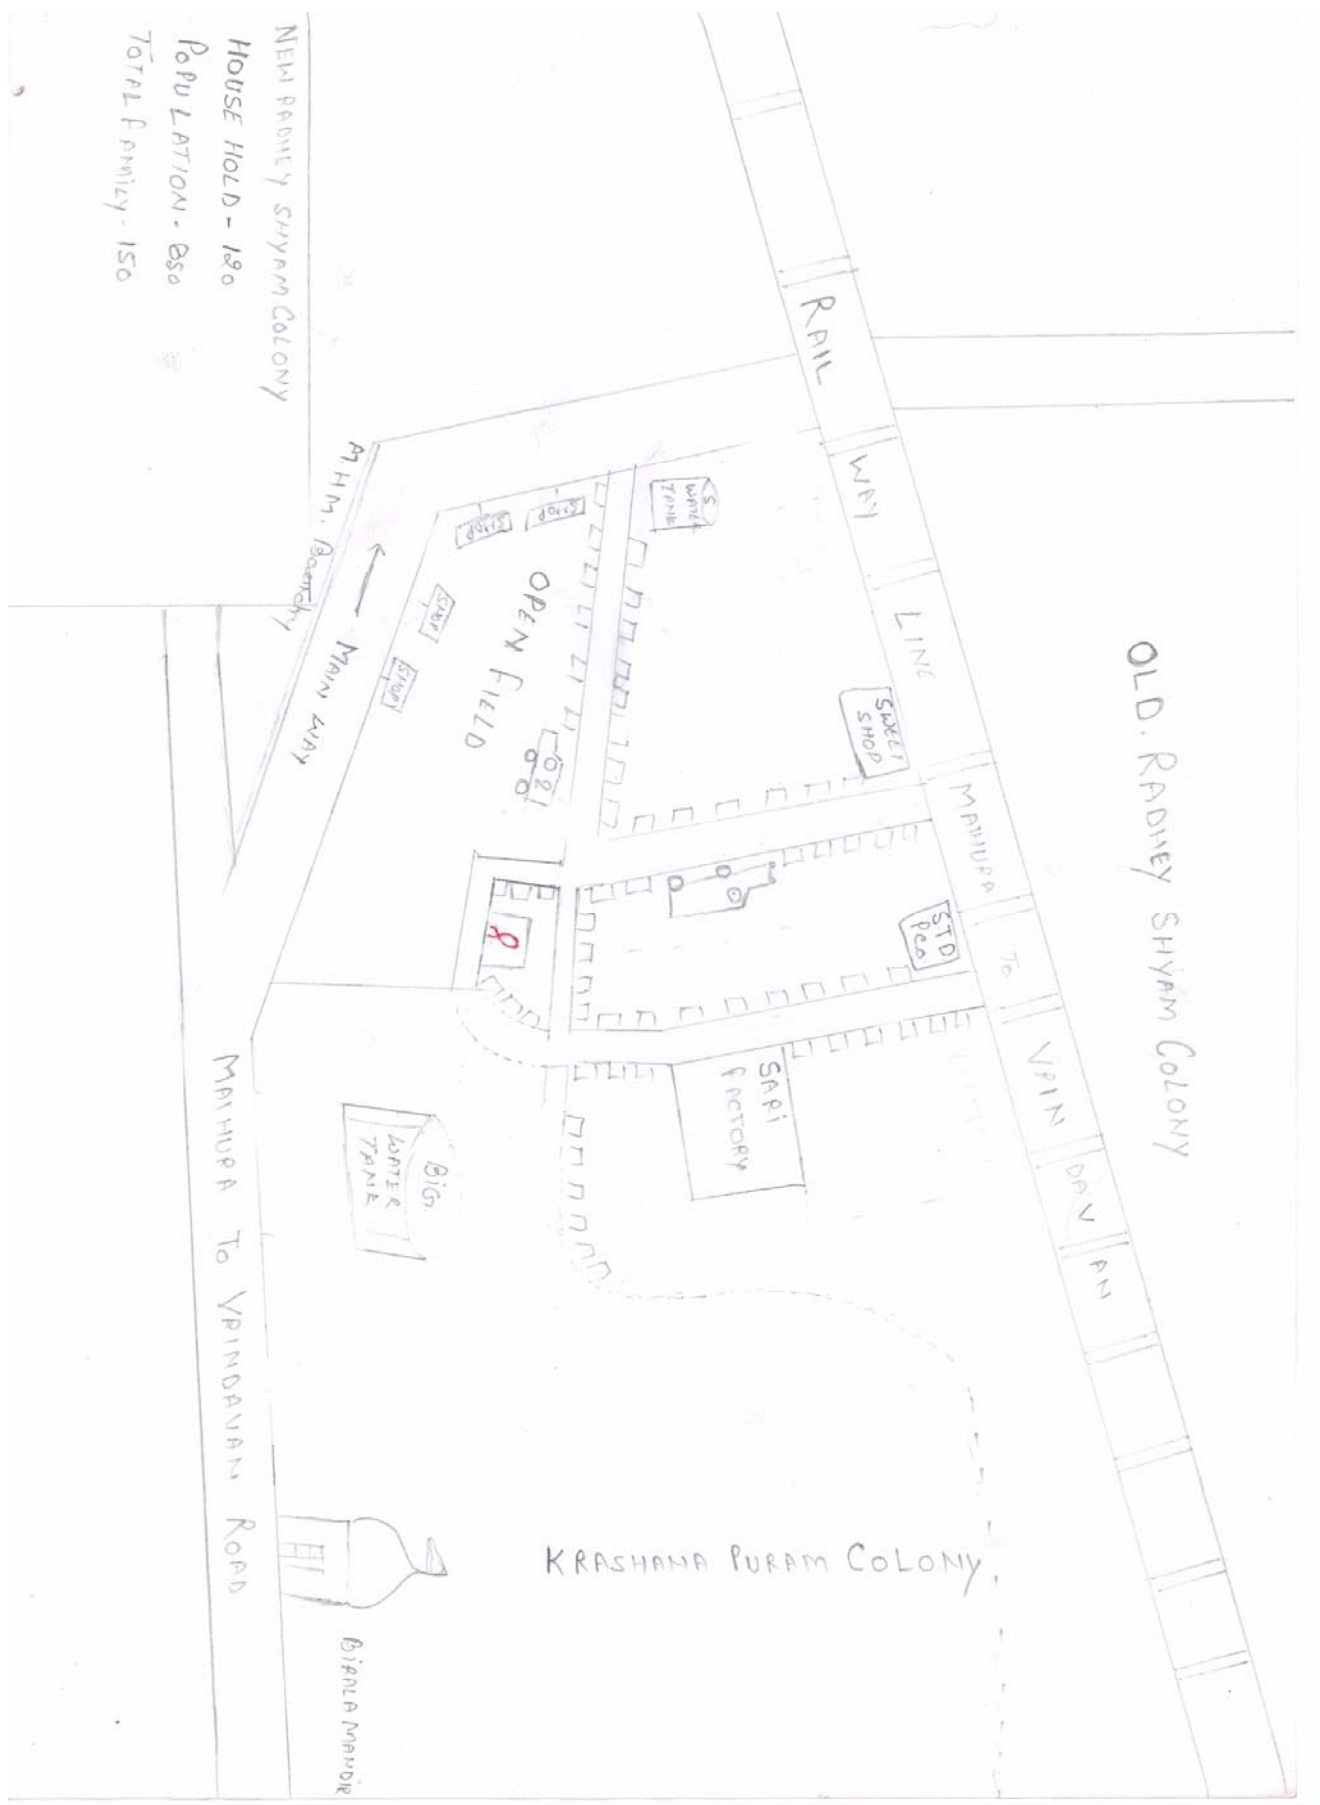 NEW RADHEY SHYAM COLONY
HOUSE HOLD - 120
POPULATION - 850
TOTAL FAMILY - 150
OLD. RADHEY SHYAM COLONY
RAIL WAY LINE MATHURA To VRIN DAV AN
S
WATER
TANK
SWEET
SHOP
STD
PCO
SHOP
SHOP
SHOP
SHOP
OPEN FIELD
M.H.M.
MAIN WAY
SARI
FACTORY
BIG
WATER
TANK
MATHURA To VRINDAVAN ROAD
KRASHANA PURAM COLONY
BIRALA MANDIR